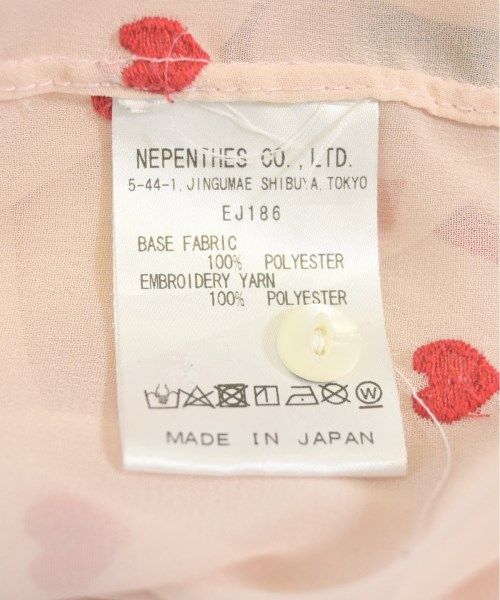 NEPENTHES CO., LTD.
5-44-1, JINGUMAE SHIBUYA, TOKYO
EJ186
BASE FABRIC
100% POLYESTER
EMBROIDERY YARN
100% POLYESTER
W
MADE IN JAPAN